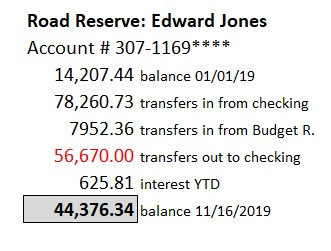 Road Reserve: Edward Jones
Account # 307-1169****
14,207.44 balance 01/01/19
78,260.73 transfers in from checking
7952.36 transfers in from Budget R.
56,670.00 transfers out to checking
625.81 interest YTD
44,376.34 balance 11/16/2019